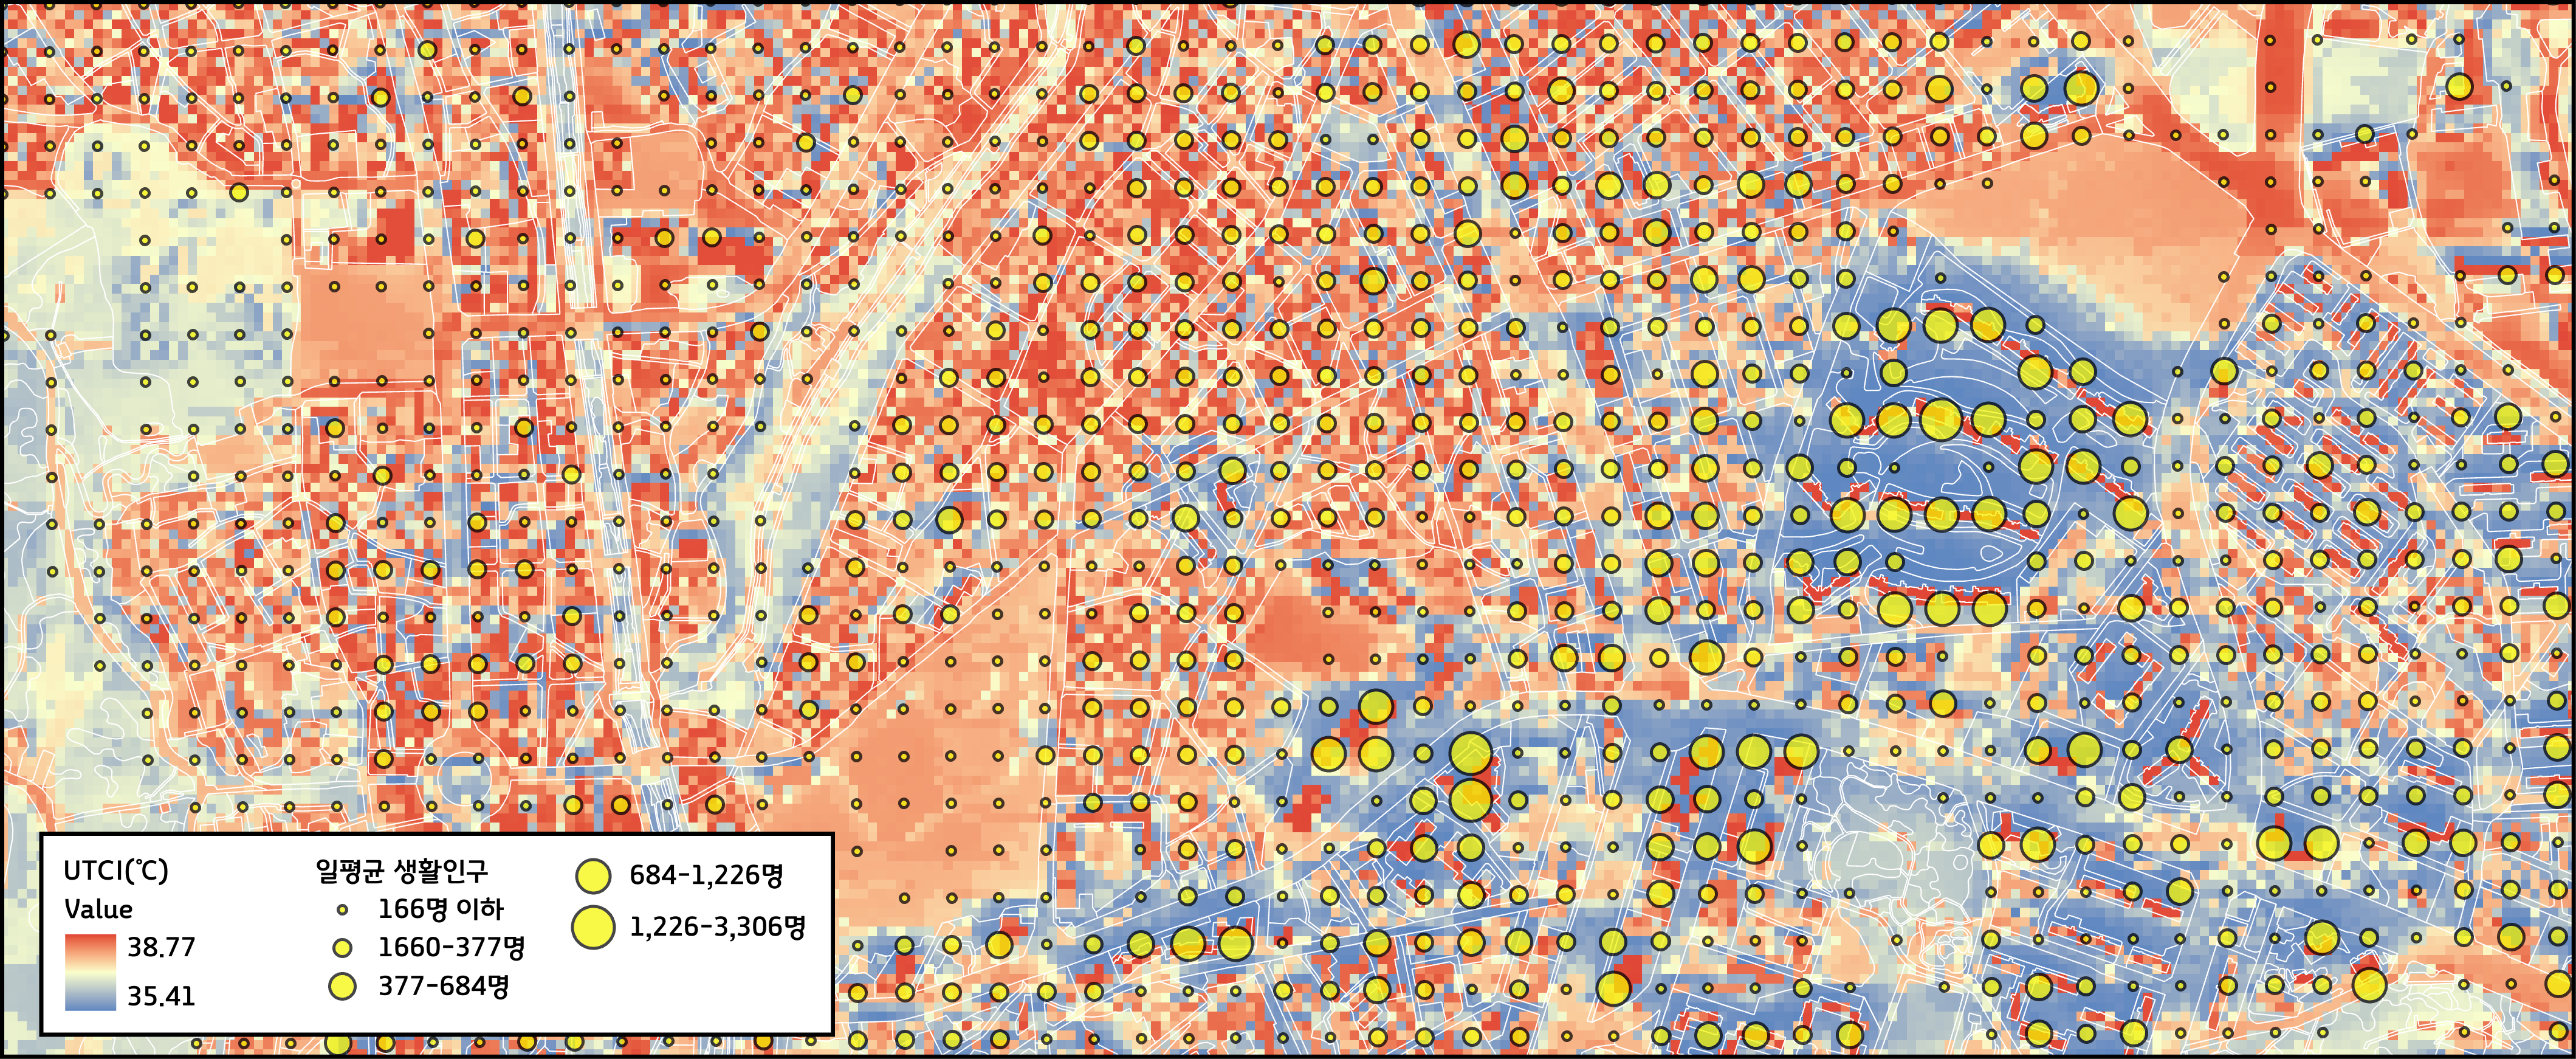 UTCI(℃)
Value
38.77
35.41
일평균 생활인구
166명 이하
1660-377명
377-684명
684-1,226명
1,226-3,306명